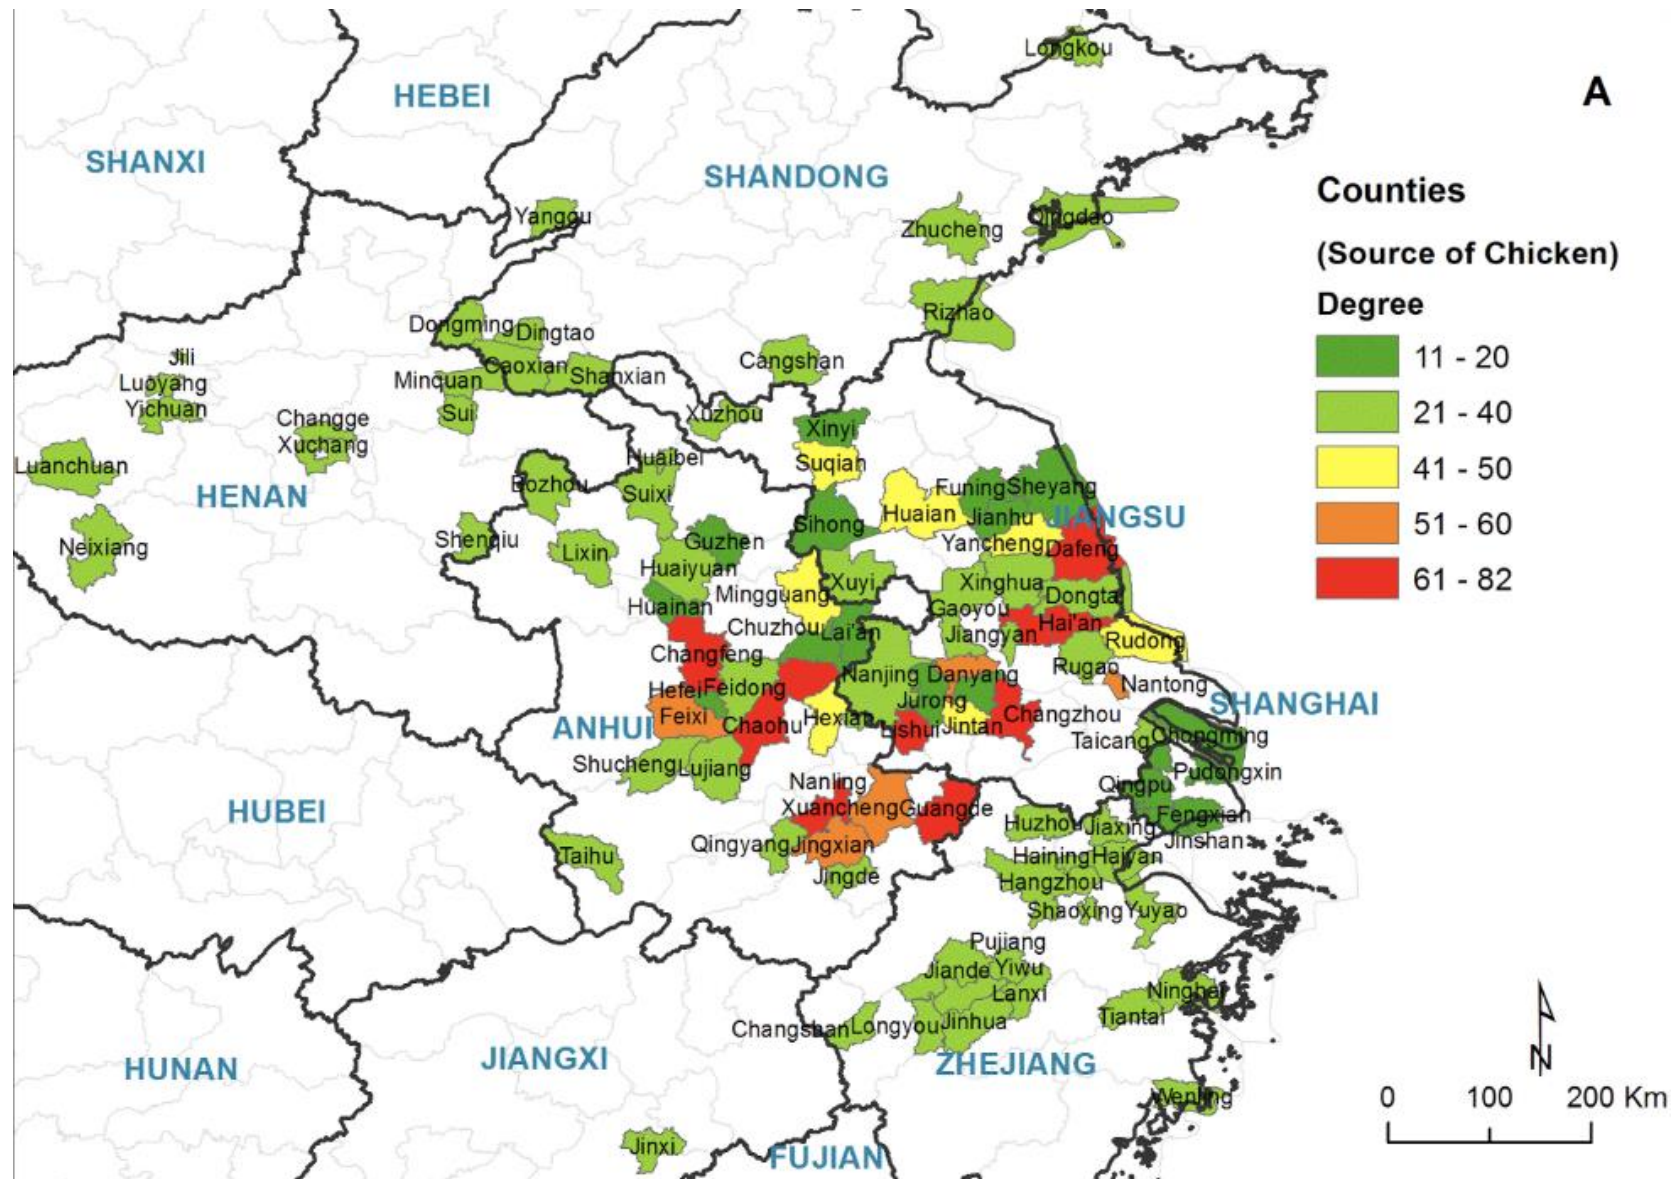 Longkou
A
HEBEI
SHANXI
SHANDONG
Counties
(Source of Chicken)
Degree
11 - 20
21 - 40
41 - 50
51 - 60
61 - 82
Yanggu
Zhucheng
Qingdao
Rizhao
Dongming
Dingtao
Jili
Luoyang
Yichuan
Minquan
Caoxian
Shanxian
Cangshan
Sui
Changge
Xuchang
Xuzhou
Xinyi
Luanchuan
HENAN
Huaibei
Suqian
Bozhou
Suixi
Funing
Sheyang
Huaian
Jianhu
JIANGSU
Neixiang
Shenqiu
Lixin
Guzhen
Sihong
Yancheng
Dafeng
Huaiyuan
Xuyi
Xinghua
Mingguang
Dongtai
Huainan
Gaoyou
Chuzhou
Lai'an
Jiangyan
Hai'an
Rudong
Changfeng
Rugao
Nanjing
Danyang
Nantong
Hefei
Feidong
Jurong
SHANGHAI
ANHUI
Feixi
Chaohu
Hexian
Lishui
Jintan
Changzhou
Taicang
Chongming
Shucheng
Lujiang
Nanling
Qingpu
Pudongxin
HUBEI
Xuancheng
Guangde
Huzhou
Jiaxing
Fengxian
Jinshan
Qingyang
Jingxian
Taihu
Jingde
Haining
Haiyan
Hangzhou
Shaoxing
Yuyao
Pujiang
Jiande
Yiwu
Lanxi
Ninghai
Tiantai
Changshan
Longyou
Jinhua
HUNAN
JIANGXI
ZHEJIANG
N
Wenling
0 100 200 Km
Jinxi
FUJIAN